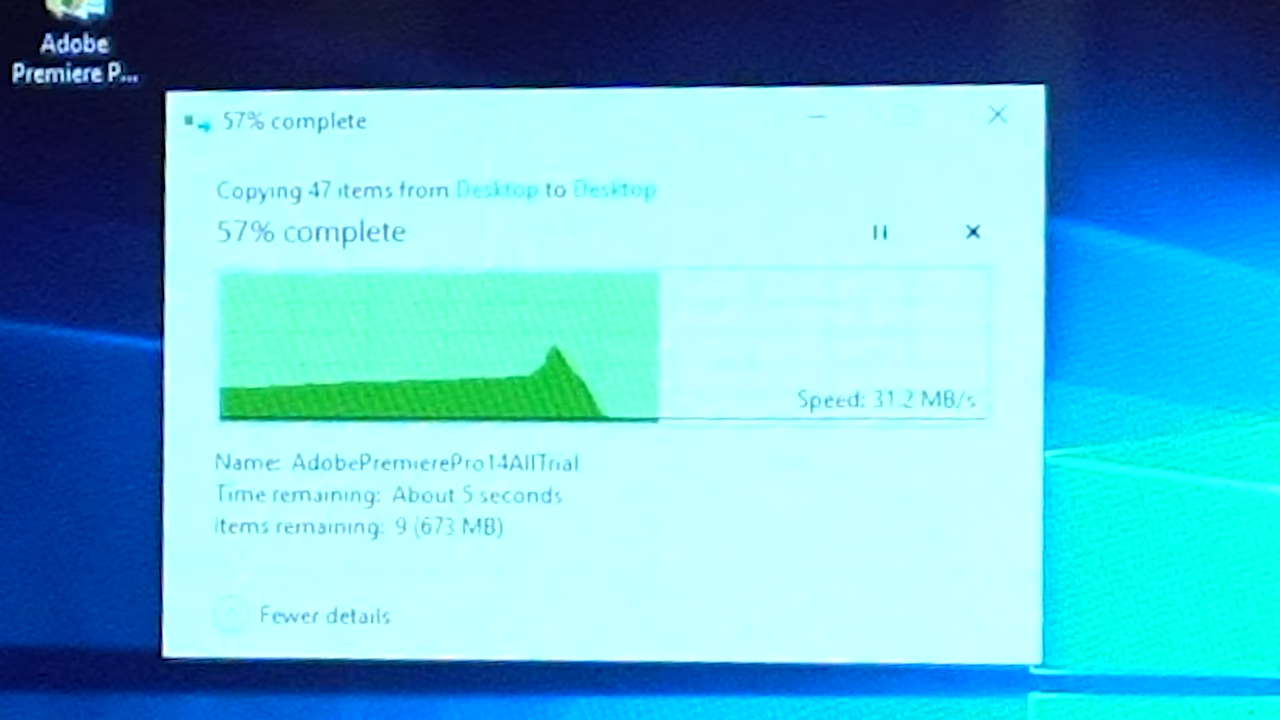 Adobe
Premiere P...
57% complete
Copying 47 items from Desktop to Desktop
57% complete
Speed: 31.2 MB/s
Name: AdobePremierePro14AllTrial
Time remaining: About 5 seconds
Items remaining: 9 (673 MB)
Fewer details